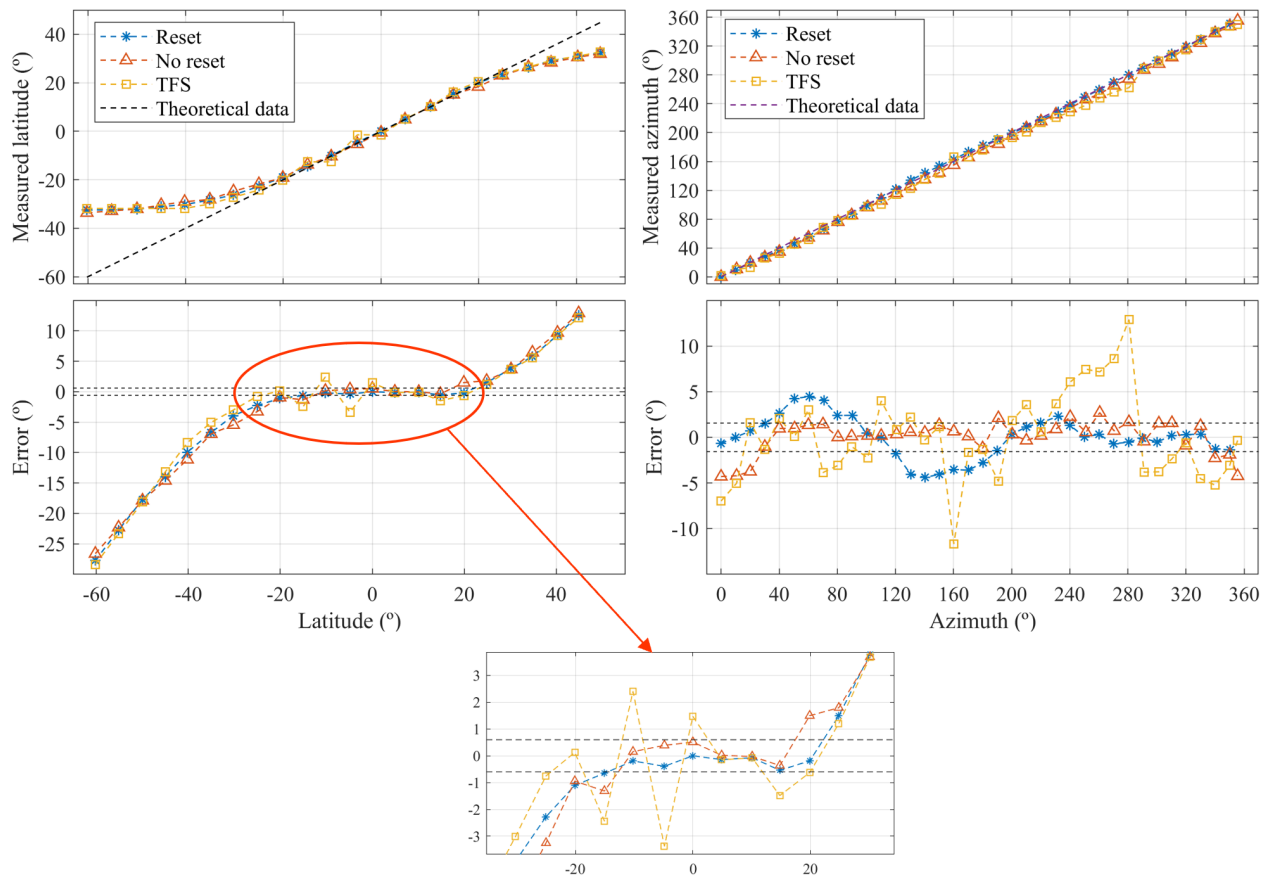 Measured latitude (º)
40
20
0
-20
-40
-60
Reset
No reset
TFS
Theoretical data
Measured azimuth (º)
360
320
280
240
200
160
120
80
40
0
Reset
No reset
TFS
Theoretical data
Error (º)
10
5
0
-5
-10
-15
-20
-25
-60 -40 -20 0 20 40
Latitude (º)
Error (º)
10
5
0
-5
-10
0 40 80 120 160 200 240 280 320 360
Azimuth (º)
3
2
1
0
-1
-2
-3
-20 0 20